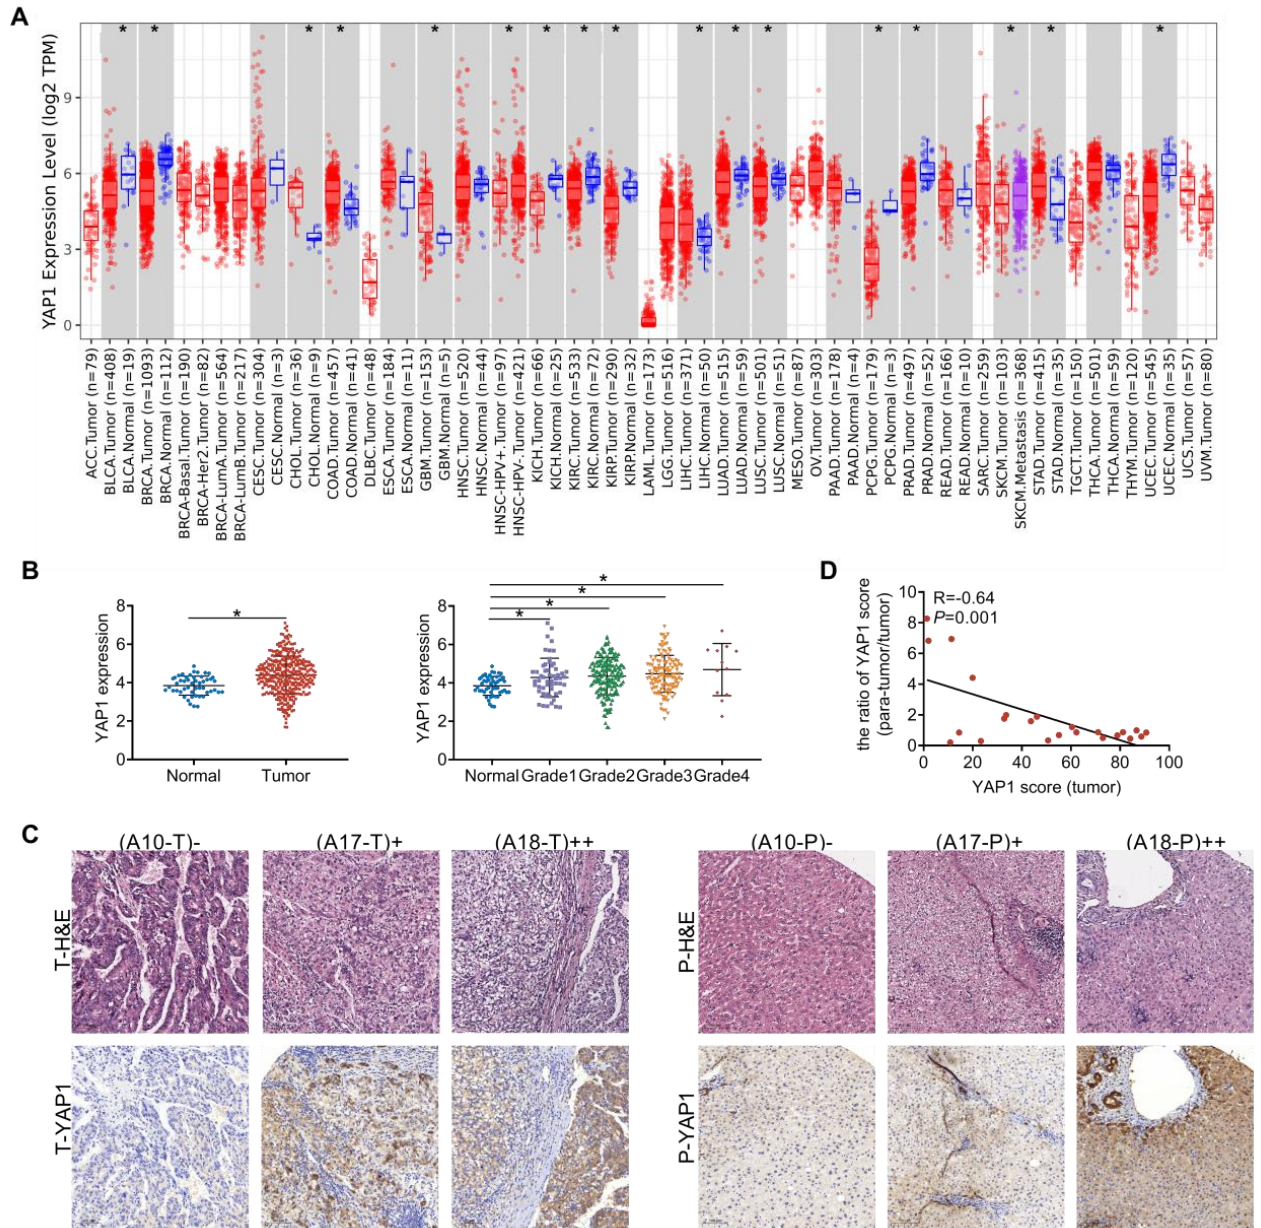 A
* * * * * * * * * * * * * * * * *
YAP1 Expression Level (log2 TPM)
9
6
3
0
ACC.Tumor (n=79)
BLCA.Tumor (n=408)
BLCA.Normal (n=19)
BRCA.Tumor (n=1093)
BRCA.Normal (n=112)
BRCA-Basal.Tumor (n=190)
BRCA-Her2.Tumor (n=82)
BRCA-LumA.Tumor (n=564)
BRCA-LumB.Tumor (n=217)
CESC.Tumor (n=304)
CESC.Normal (n=3)
CHOL.Tumor (n=36)
CHOL.Normal (n=9)
COAD.Tumor (n=457)
COAD.Normal (n=41)
DLBC.Tumor (n=48)
ESCA.Tumor (n=184)
ESCA.Normal (n=11)
GBM.Tumor (n=153)
GBM.Normal (n=5)
HNSC.Tumor (n=520)
HNSC.Normal (n=44)
HNSC-HPV+.Tumor (n=97)
HNSC-HPV-.Tumor (n=421)
KICH.Tumor (n=66)
KICH.Normal (n=25)
KIRC.Tumor (n=533)
KIRC.Normal (n=72)
KIRP.Tumor (n=290)
KIRP.Normal (n=32)
LAML.Tumor (n=173)
LGG.Tumor (n=516)
LIHC.Tumor (n=371)
LIHC.Normal (n=50)
LUAD.Tumor (n=515)
LUAD.Normal (n=59)
LUSC.Tumor (n=501)
LUSC.Normal (n=51)
MESO.Tumor (n=87)
OV.Tumor (n=303)
PAAD.Tumor (n=178)
PAAD.Normal (n=4)
PCPG.Tumor (n=179)
PCPG.Normal (n=3)
PRAD.Tumor (n=497)
PRAD.Normal (n=52)
READ.Tumor (n=166)
READ.Normal (n=10)
SARC.Tumor (n=259)
SKCM.Tumor (n=103)
SKCM.Metastasis (n=368)
STAD.Tumor (n=415)
STAD.Normal (n=35)
TGCT.Tumor (n=150)
THCA.Tumor (n=501)
THCA.Normal (n=59)
THYM.Tumor (n=120)
UCEC.Tumor (n=545)
UCEC.Normal (n=35)
UCS.Tumor (n=57)
UVM.Tumor (n=80)
B
YAP1 expression
8
6
4
2
0
*
Normal Tumor
YAP1 expression
8
6
4
2
0
*
*
*
*
Normal Grade1 Grade2 Grade3 Grade4
D
the ratio of YAP1 score
(para-tumor/tumor)
10
8
6
4
2
0
R=-0.64
P=0.001
0 20 40 60 80 100
YAP1 score (tumor)
C
(A10-T)- (A17-T)+ (A18-T)++ (A10-P)- (A17-P)+ (A18-P)++
T-H&E
P-H&E
T-YAP1
P-YAP1